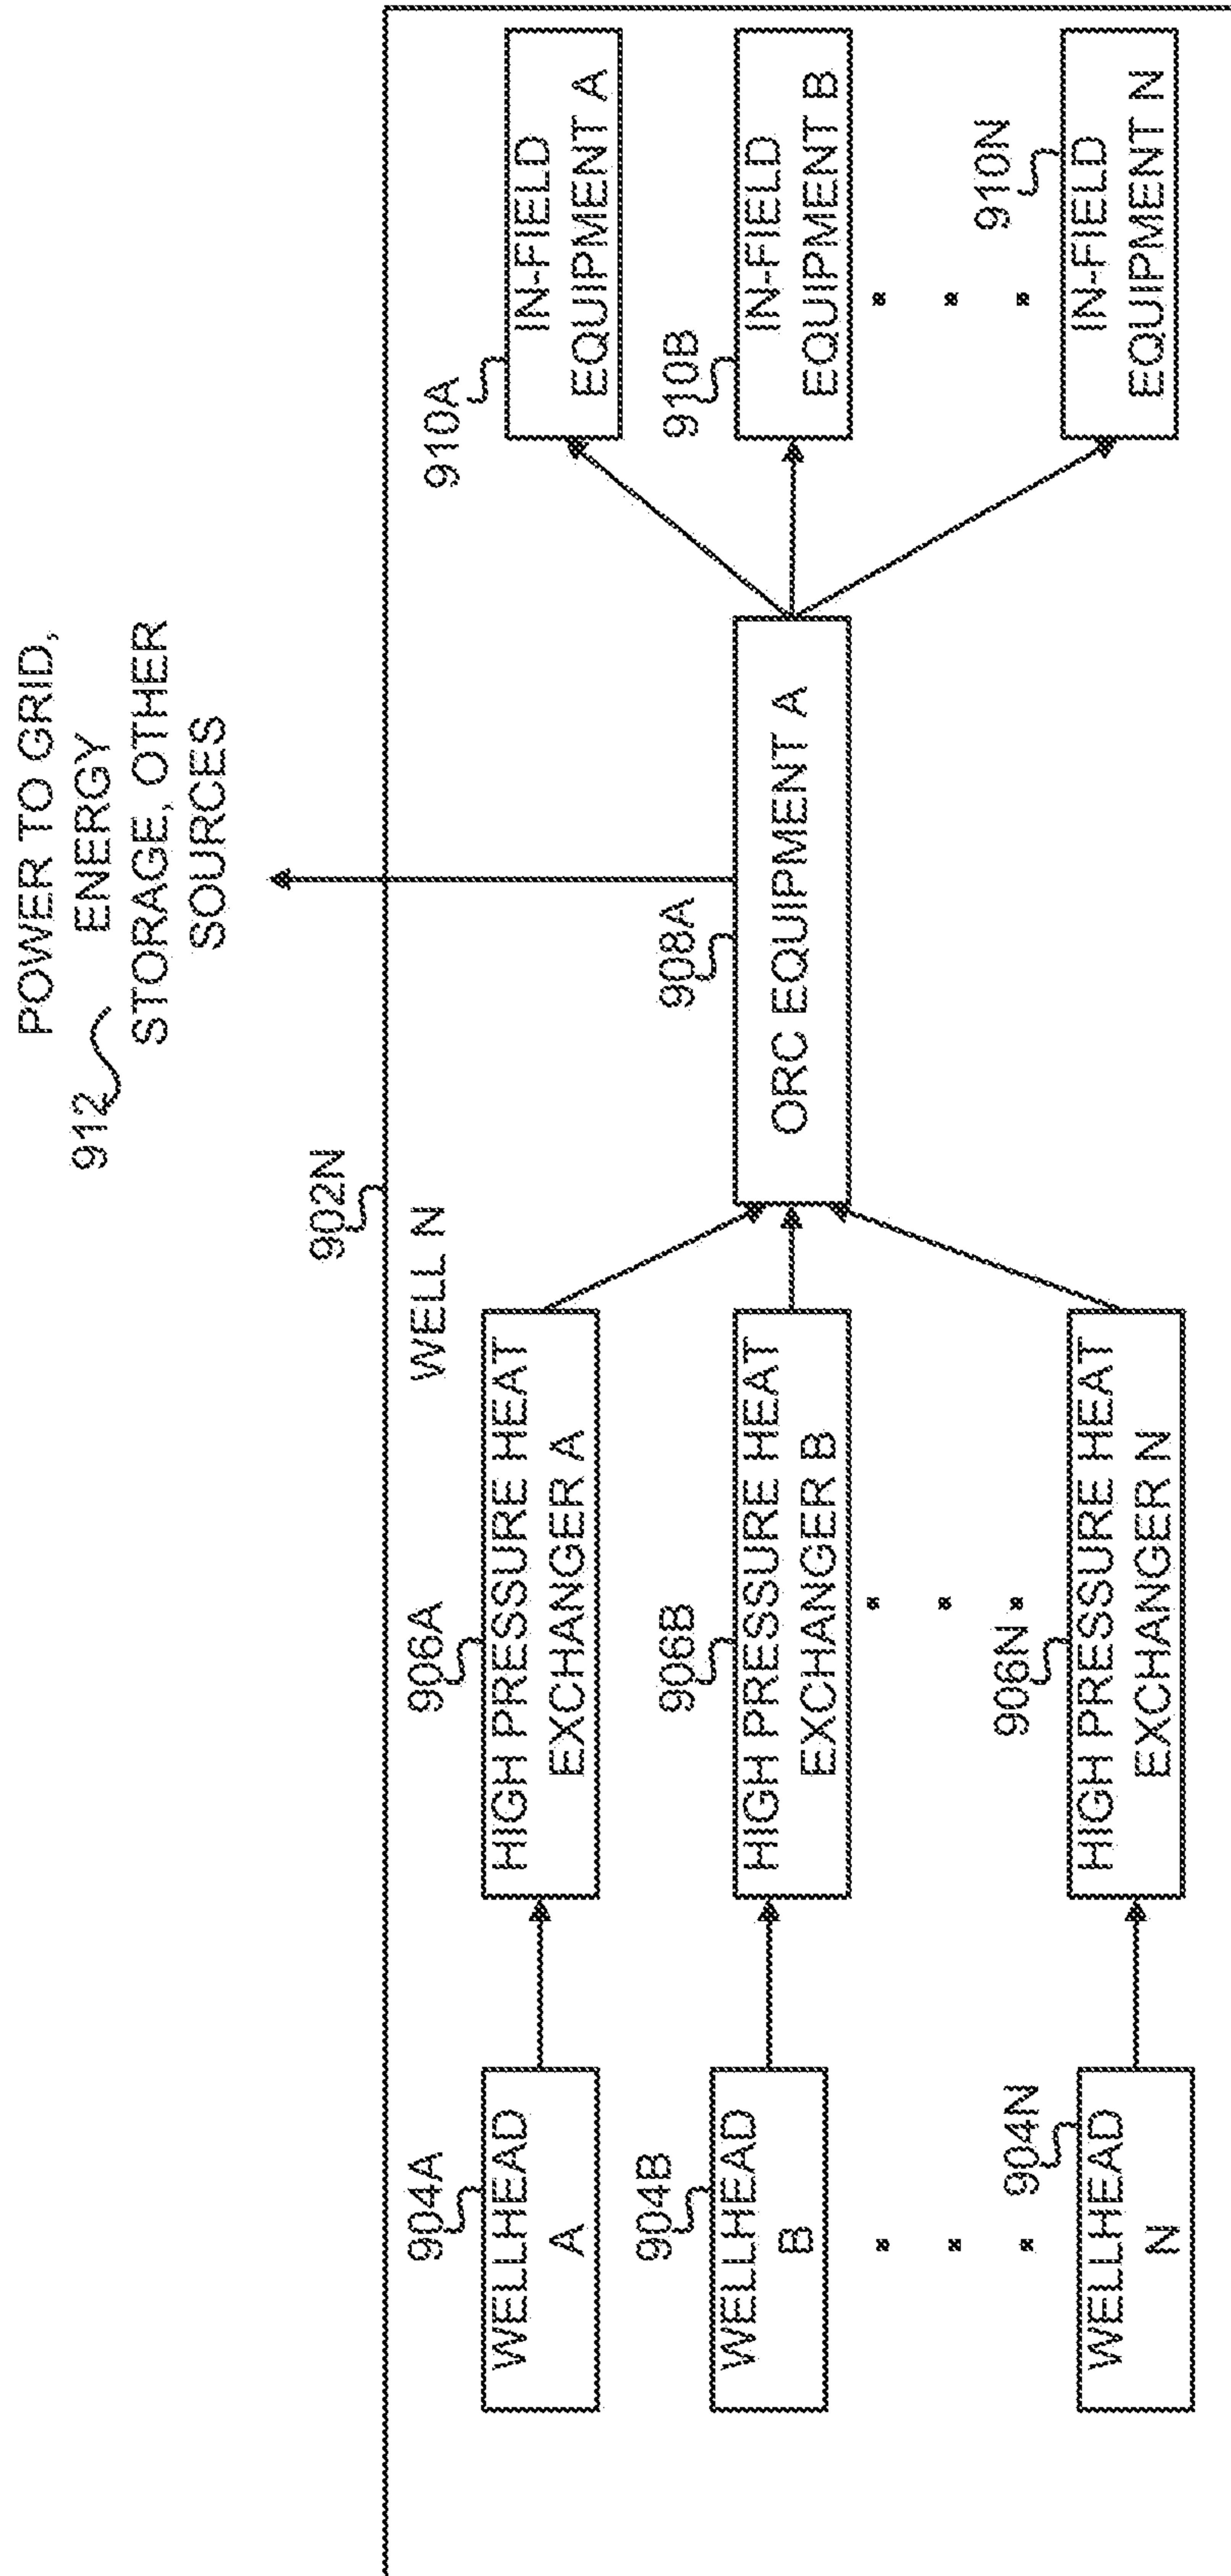 POWER TO GRID,
ENERGY
STORAGE, OTHER
SOURCES
912
902N
WELL N
904A
WELLHEAD
A
906A
HIGH PRESSURE HEAT
EXCHANGER A
910A
IN-FIELD
EQUIPMENT A
904B
WELLHEAD
B
906B
HIGH PRESSURE HEAT
EXCHANGER B
908A
ORC EQUIPMENT A
910B
IN-FIELD
EQUIPMENT B
904N
WELLHEAD
N
906N
HIGH PRESSURE HEAT
EXCHANGER N
910N
IN-FIELD
EQUIPMENT N